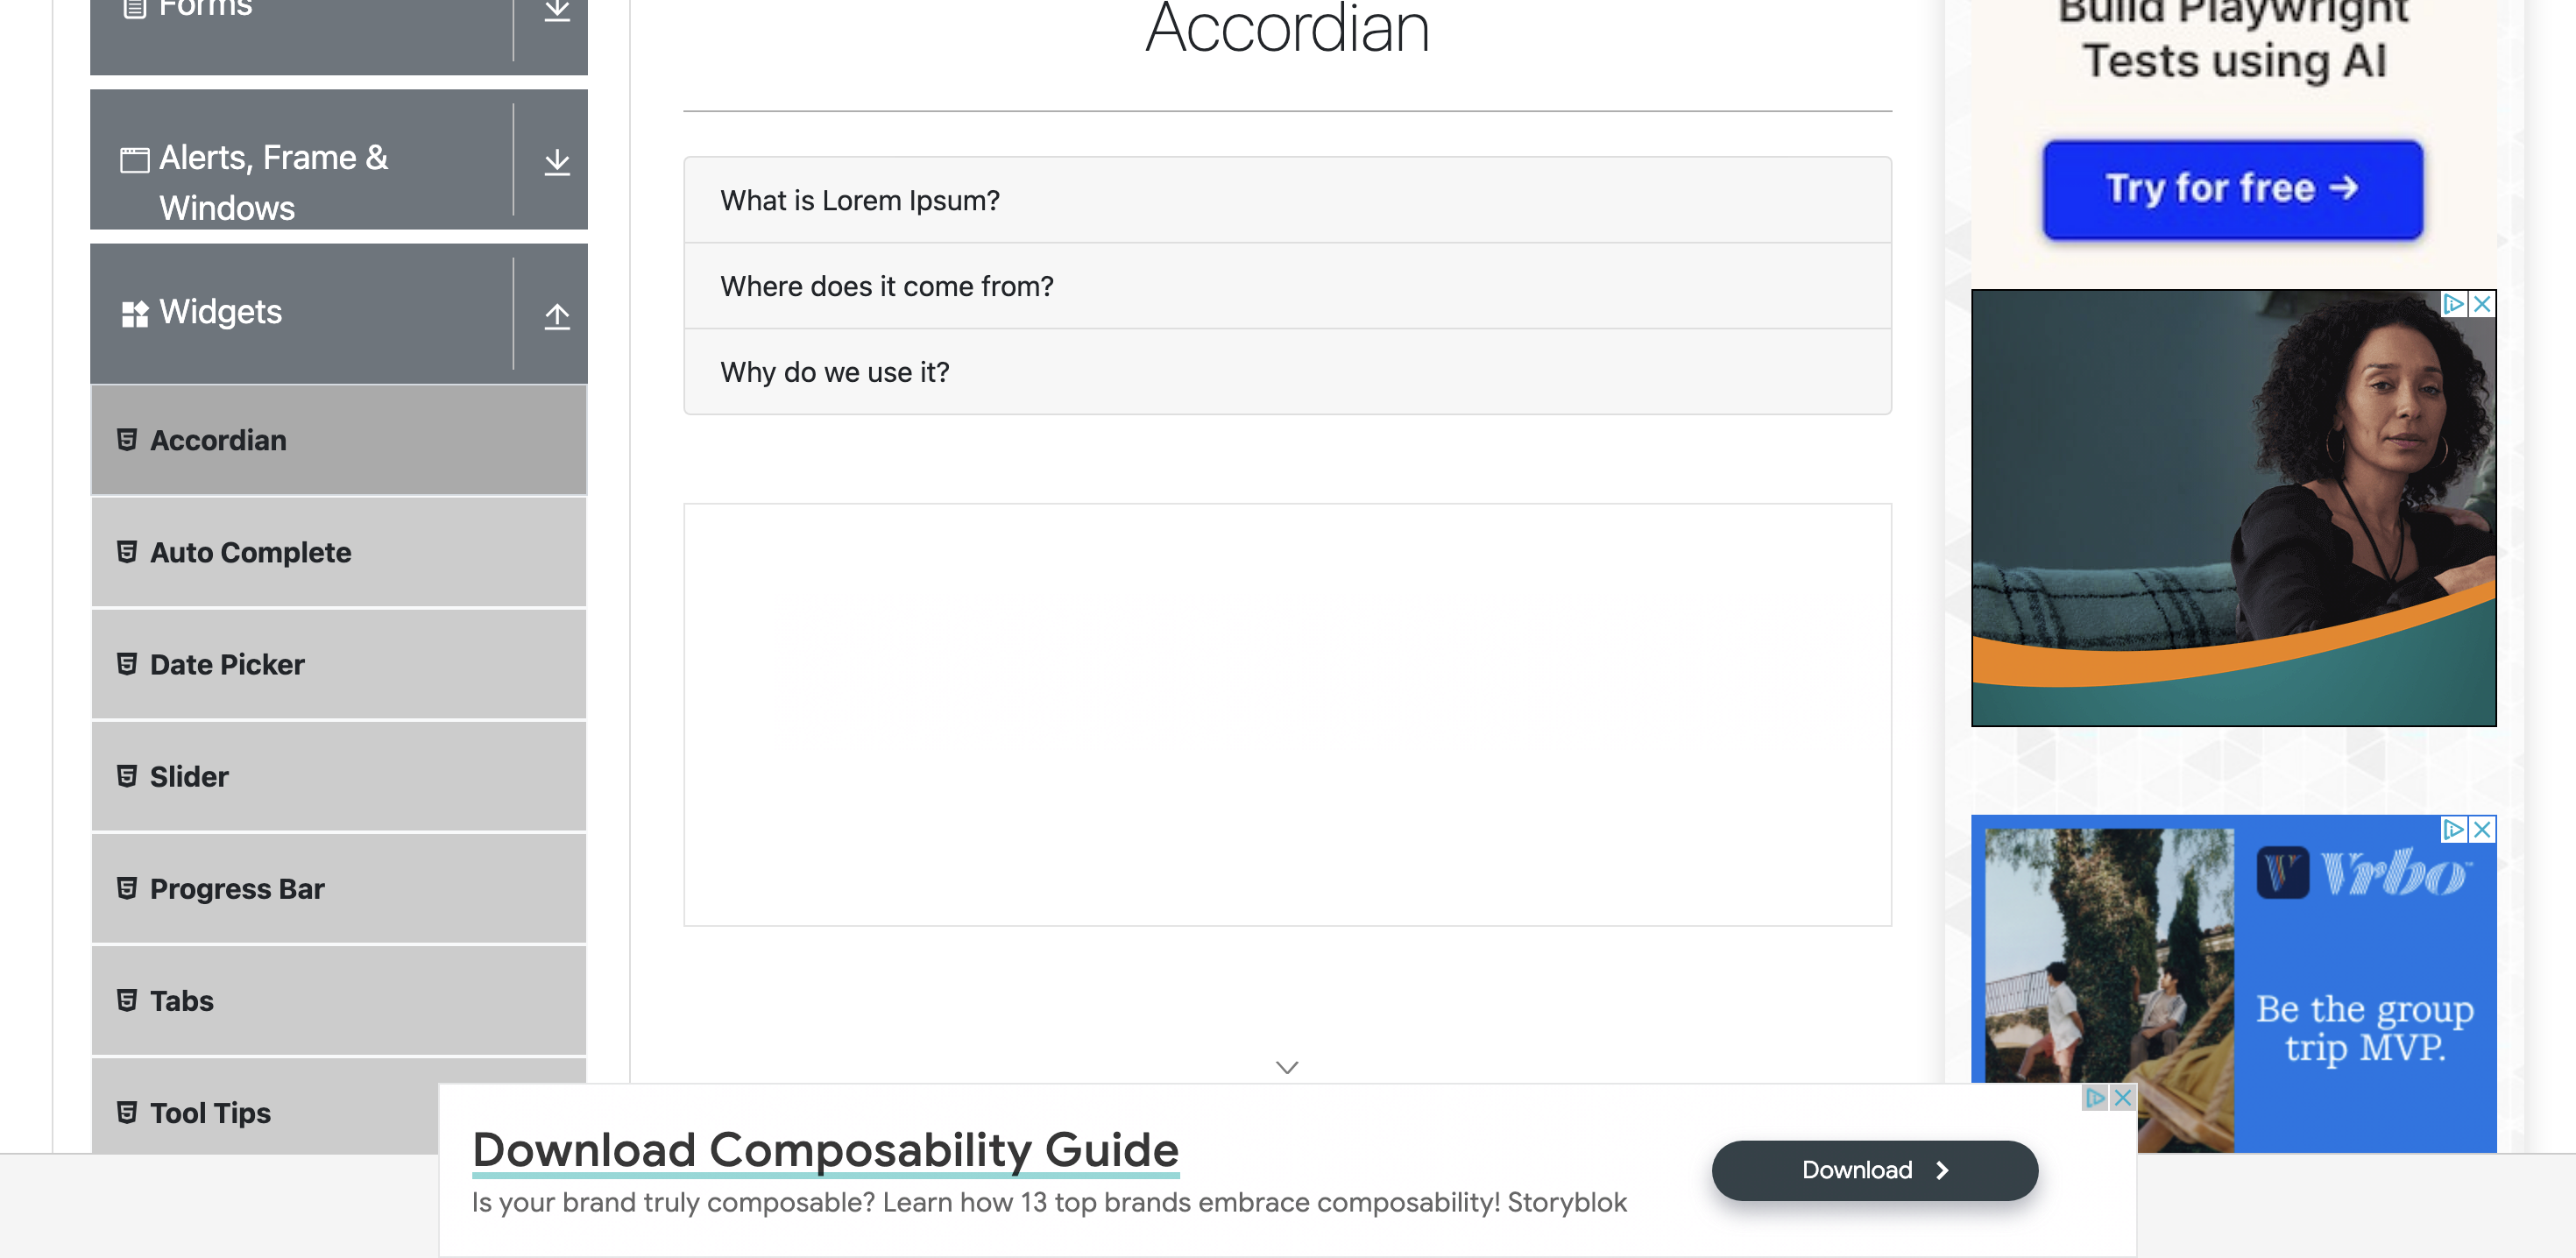 Forms
Alerts, Frame &
Windows
Widgets
Accordian
Auto Complete
Date Picker
Slider
Progress Bar
Tabs
Tool Tips
Accordian
What is Lorem Ipsum?
Where does it come from?
Why do we use it?
Build Playwright
Tests using AI
Try for free →
Vrbo™
Be the group
trip MVP.
Download Composability Guide
Is your brand truly composable? Learn how 13 top brands embrace composability! Storyblok
Download